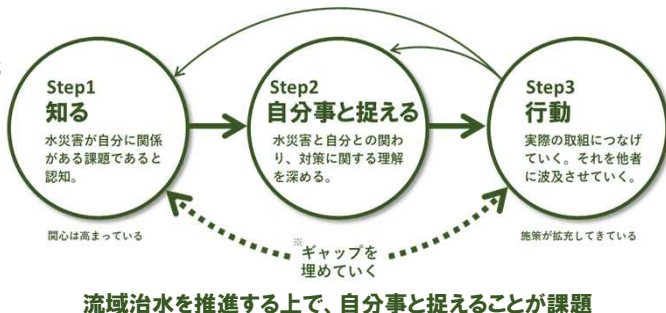 Step1
知る
水災害が自分に関係
がある課題であると
認知。
関心は高まっている
Step2
自分事と捉える
水災害と自分との関わ
り、対策に関する理解
を深める。
Step3
行動
実際の取組につなげ
ていく。それを他者
に波及させていく。
施策が拡充してきている
※ギャップを
埋めていく
流域治水を推進する上で、自分事と捉えることが課題